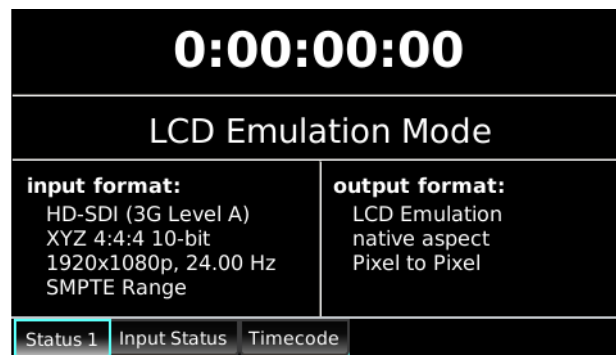 0:00:00:00
LCD Emulation Mode
input format:
HD-SDI (3G Level A)
XYZ 4:4:4 10-bit
1920x1080p, 24.00 Hz
SMPTE Range
output format:
LCD Emulation
native aspect
Pixel to Pixel
Status 1 Input Status Timecode